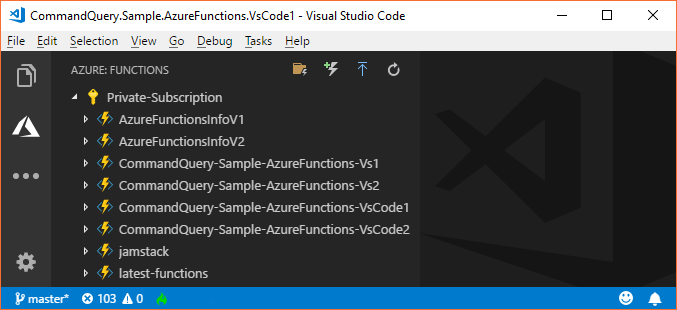 CommandQuery.Sample.AzureFunctions.VsCode1 - Visual Studio Code
File Edit Selection View Go Debug Tasks Help
AZURE: FUNCTIONS
Private-Subscription
AzureFunctionsInfoV1
AzureFunctionsInfoV2
CommandQuery-Sample-AzureFunctions-Vs1
CommandQuery-Sample-AzureFunctions-Vs2
CommandQuery-Sample-AzureFunctions-VsCode1
CommandQuery-Sample-AzureFunctions-VsCode2
jamstack
latest-functions
master* 103 0